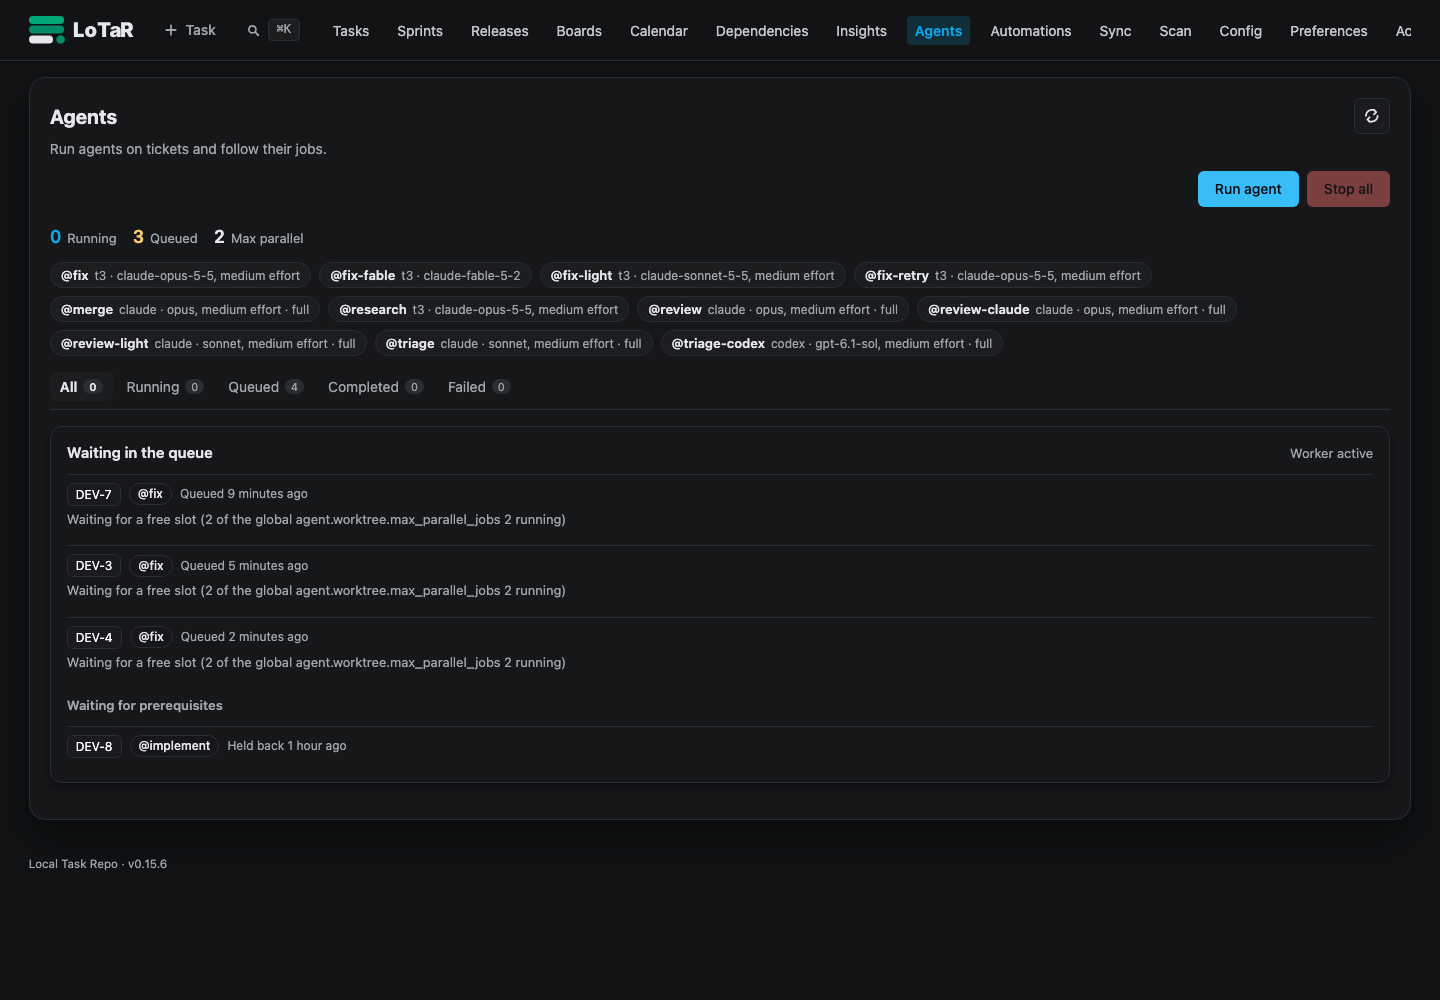 LoTaR + Task ⌘K Tasks Sprints Releases Boards Calendar Dependencies Insights Agents Automations Sync Scan Config Preferences Ac
Agents
Run agents on tickets and follow their jobs.
Run agent Stop all
0 Running 3 Queued 2 Max parallel
@fix t3 · claude-opus-5-5, medium effort @fix-fable t3 · claude-fable-5-2 @fix-light t3 · claude-sonnet-5-5, medium effort @fix-retry t3 · claude-opus-5-5, medium effort
@merge claude · opus, medium effort · full @research t3 · claude-opus-5-5, medium effort @review claude · opus, medium effort · full @review-claude claude · opus, medium effort · full
@review-light claude · sonnet, medium effort · full @triage claude · sonnet, medium effort · full @triage-codex codex · gpt-6.1-sol, medium effort · full
All 0 Running 0 Queued 4 Completed 0 Failed 0
Waiting in the queue Worker active
DEV-7 @fix Queued 9 minutes ago
Waiting for a free slot (2 of the global agent.worktree.max_parallel_jobs 2 running)
DEV-3 @fix Queued 5 minutes ago
Waiting for a free slot (2 of the global agent.worktree.max_parallel_jobs 2 running)
DEV-4 @fix Queued 2 minutes ago
Waiting for a free slot (2 of the global agent.worktree.max_parallel_jobs 2 running)
Waiting for prerequisites
DEV-8 @implement Held back 1 hour ago
Local Task Repo · v0.15.6